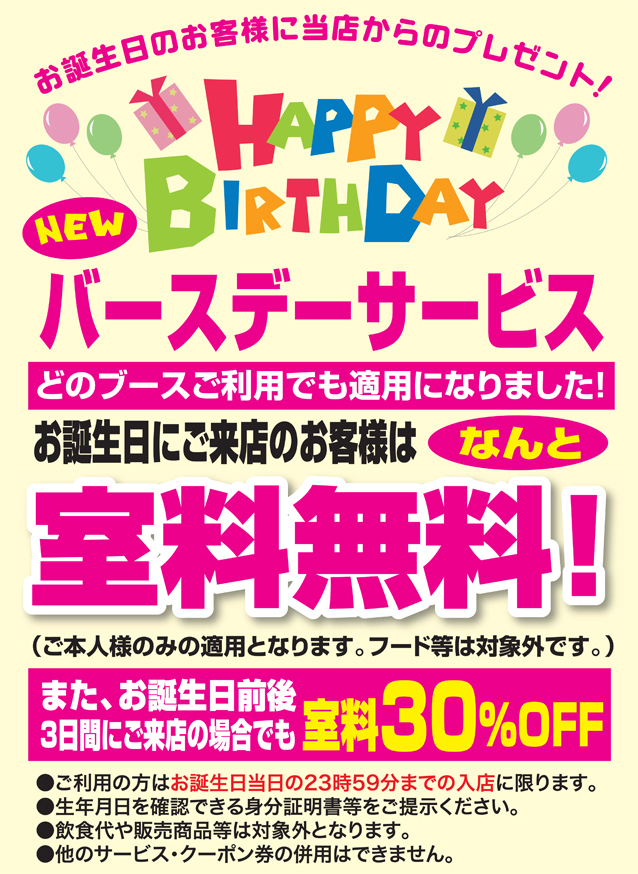 お誕生日のお客様に当店からのプレゼント!
HAPPY
BIRTHDAY
NEW
バースデーサービス
どのブースご利用でも適用になりました!
お誕生日にご来店のお客様は なんと
室料無料!
(ご本人様のみの適用となります。フード等は対象外です。)
また、お誕生日前後
3日間にご来店の場合でも 室料30%OFF
●ご利用の方はお誕生日当日の23時59分までの入店に限ります。
●生年月日を確認できる身分証明書等をご提示ください。
●飲食代や販売商品等は対象外となります。
●他のサービス・クーポン券の併用はできません。